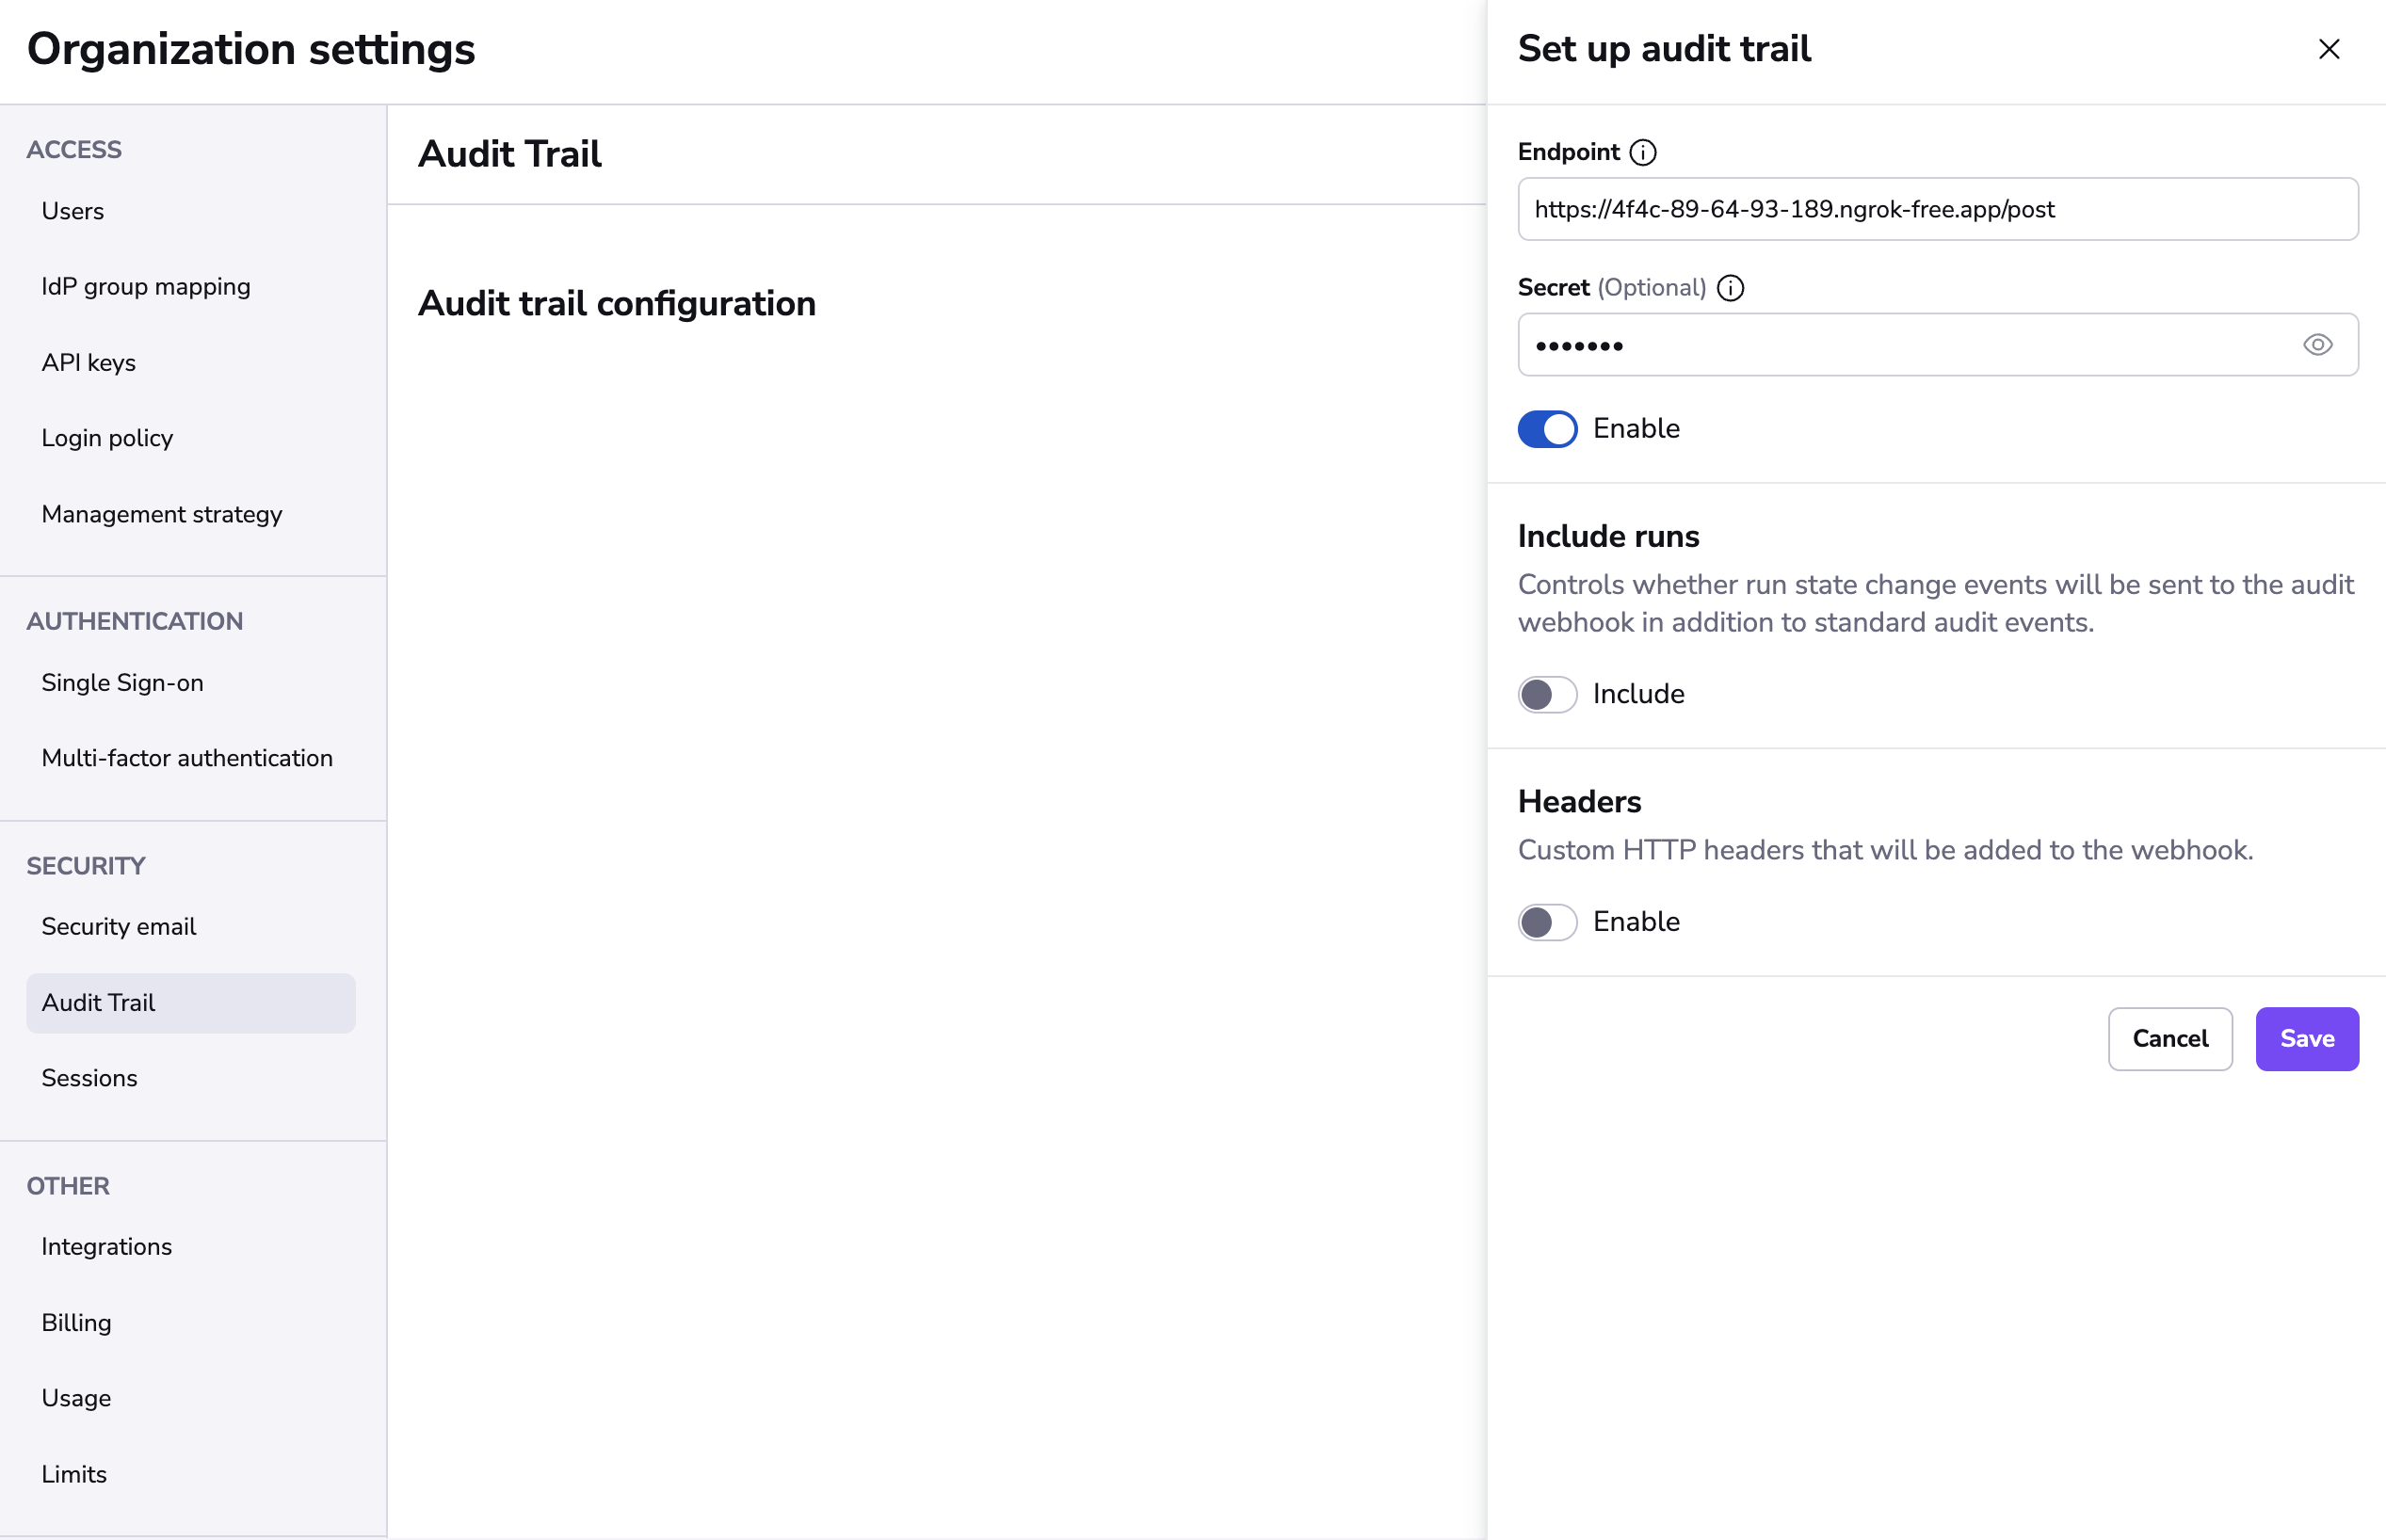 Organization settings
ACCESS
Users
IdP group mapping
API keys
Login policy
Management strategy
AUTHENTICATION
Single Sign-on
Multi-factor authentication
SECURITY
Security email
Audit Trail
Sessions
OTHER
Integrations
Billing
Usage
Limits
Audit Trail
Audit trail configuration
Set up audit trail
Endpoint
https://4f4c-89-64-93-189.ngrok-free.app/post
Secret (Optional)
•••••••
Enable
Include runs
Controls whether run state change events will be sent to the audit
webhook in addition to standard audit events.
Include
Headers
Custom HTTP headers that will be added to the webhook.
Enable
Cancel
Save